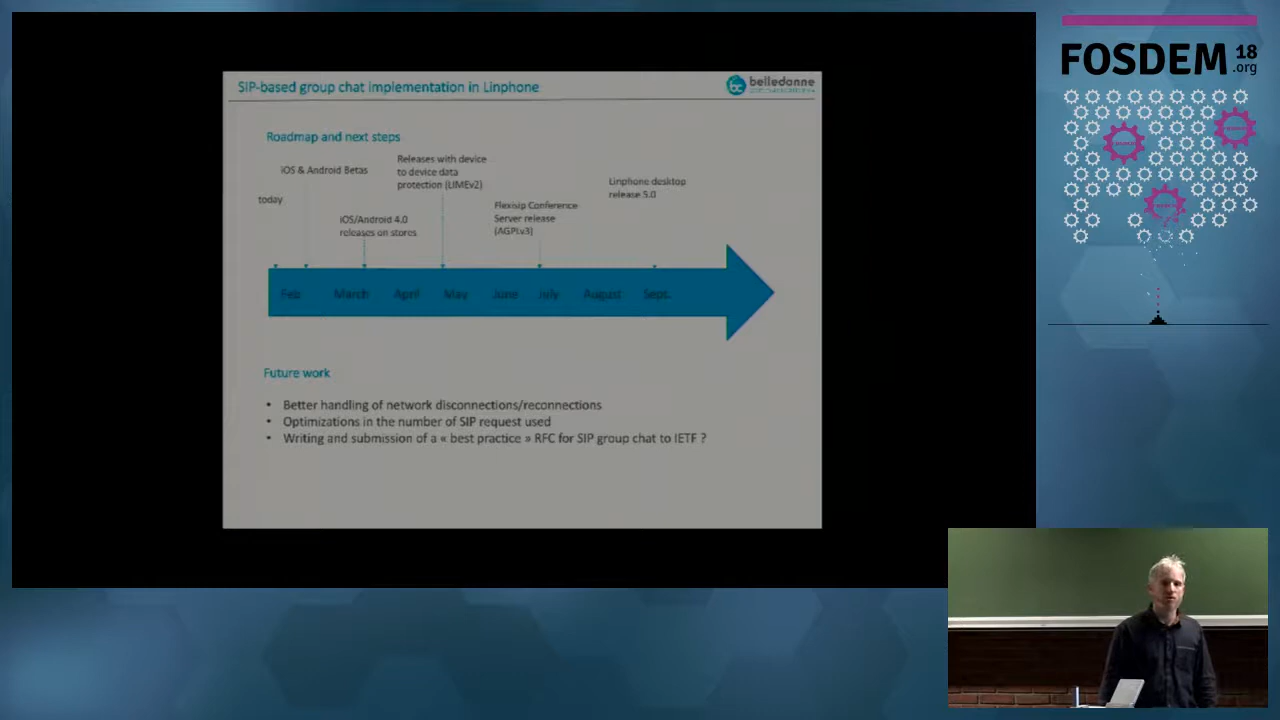 SIP-based group chat implementation in Linphone
belledonne
Roadmap and next steps
iOS & Android Betas
Releases with device
to device data
protection (LIMEv2)
Linphone desktop
release 5.0
today
Flexisip Conference
Server release
(AGPLv3)
iOS/Android 4.0
releases on stores
Feb March April May June July August Sept.
Future work
• Better handling of network disconnections/reconnections
• Optimizations in the number of SIP request used
• Writing and submission of a « best practice » RFC for SIP group chat to IETF ?
FOSDEM 18
.org